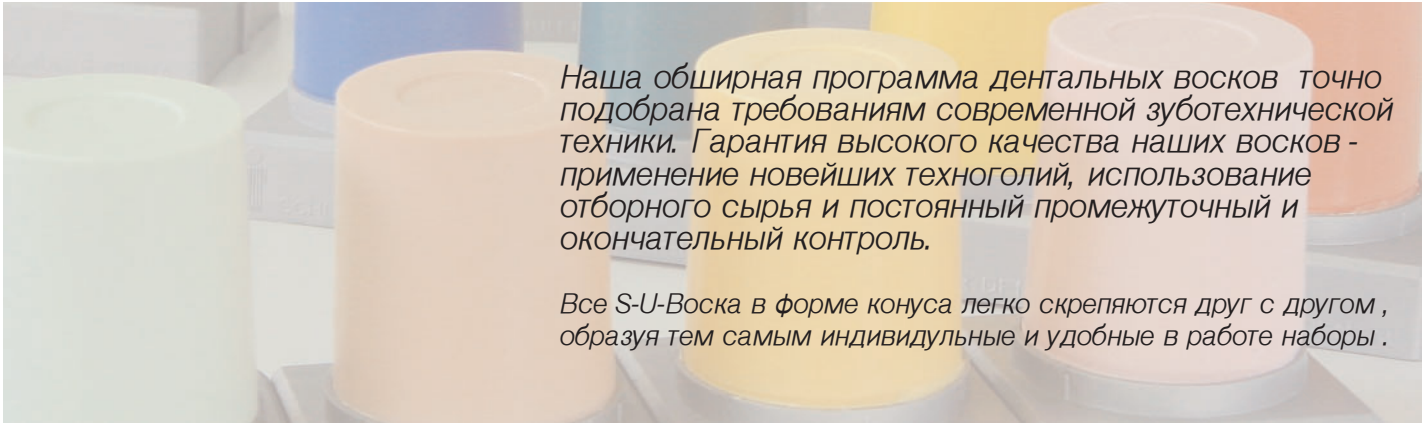 Наша обширная программа дентальных восков точно
подобрана требованиям современной зуботехнической
техники. Гарантия высокого качества наших восков -
применение новейших техноголий, использование
отборного сырья и постоянный промежуточный и
окончательный контроль.
Все S-U-Воска в форме конуса легко скрепяются друг с другом ,
образуя тем самым индивидульные и удобные в работе наборы .